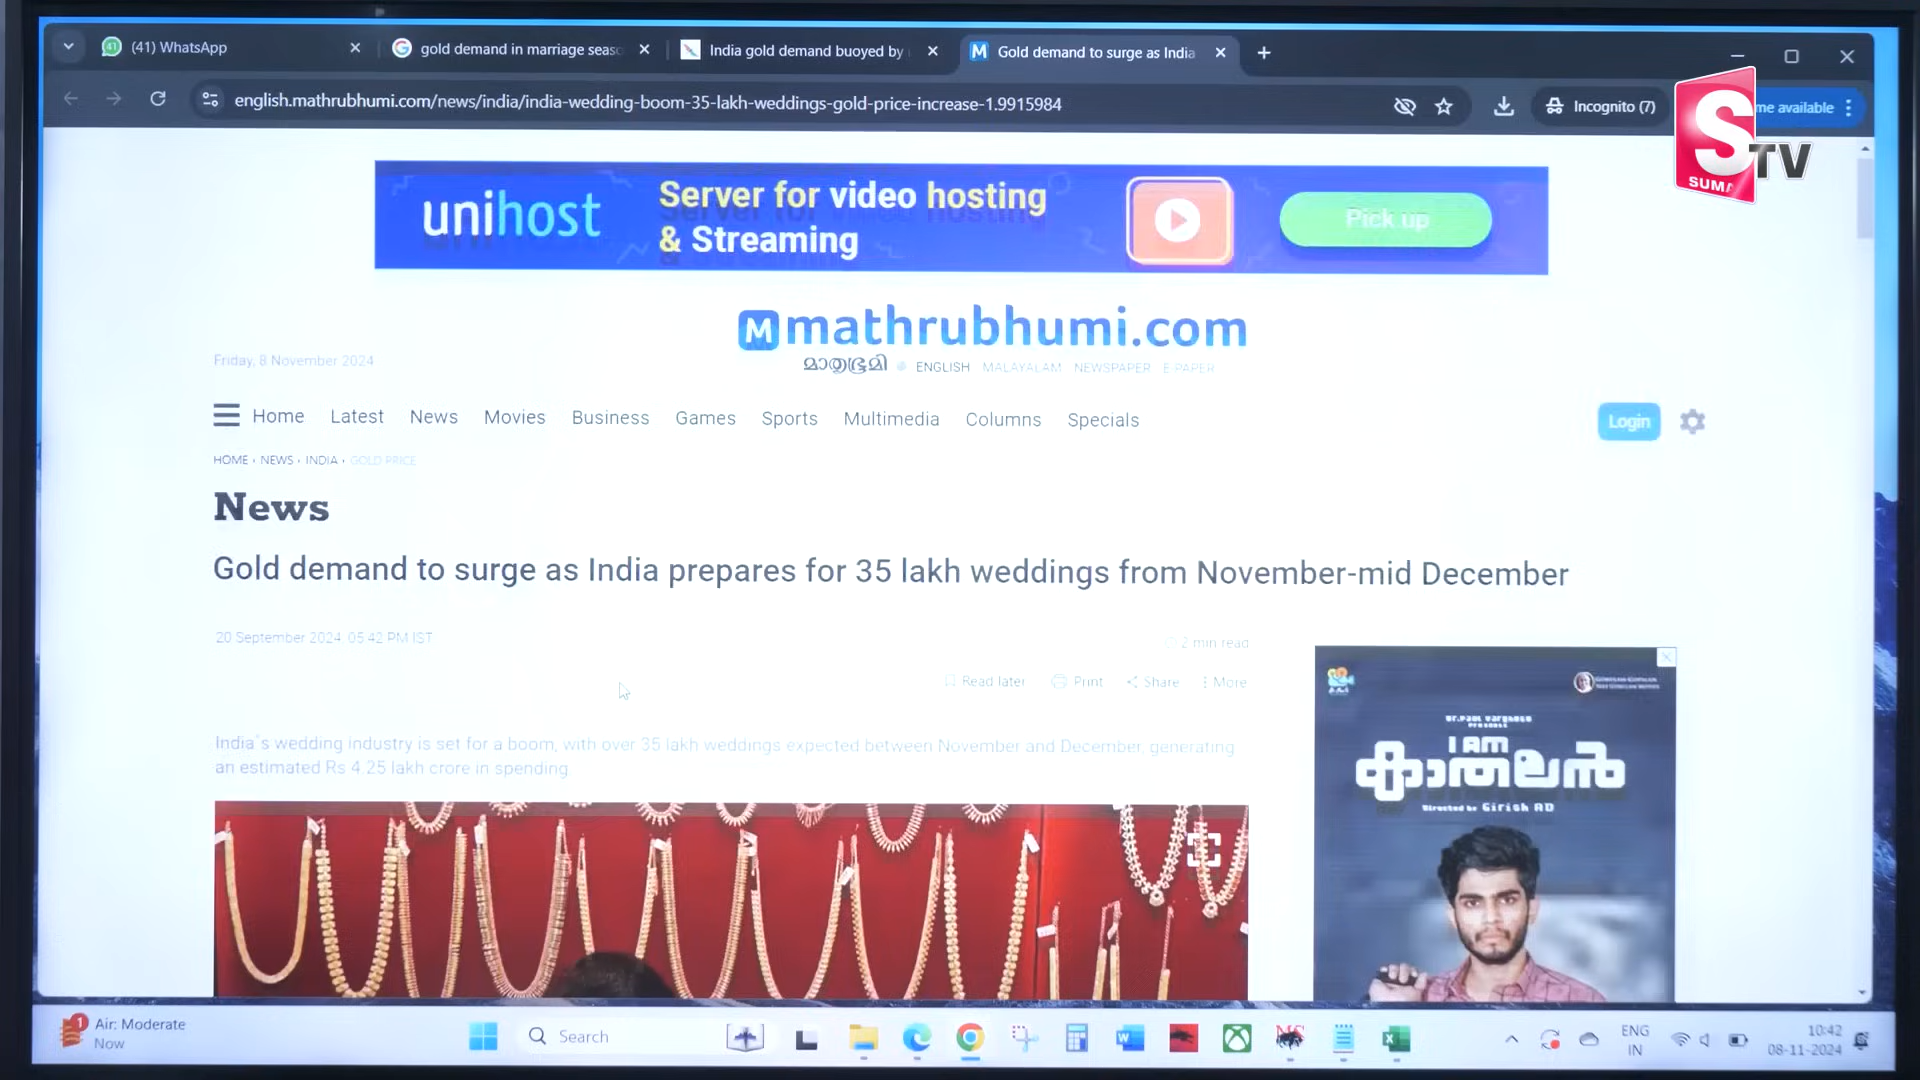 (41) WhatsApp
gold demand in marriage seaso
India gold demand buoyed by
Gold demand to surge as India
english.mathrubhumi.com/news/india/india-wedding-boom-35-lakh-weddings-gold-price-increase-1.9915984
Incognito (7)
me available
S
TV
SUMA
unihost
Server for video hosting
& Streaming
Pick up
M mathrubhumi.com
മാതൃഭൂമി
ENGLISH MALAYALAM NEWSPAPER E-PAPER
Friday, 8 November 2024
Home Latest News Movies Business Games Sports Multimedia Columns Specials
Login
HOME NEWS INDIA GOLD PRICE
News
Gold demand to surge as India prepares for 35 lakh weddings from November-mid December
20 September 2024, 05:42 PM IST
2 min read
Read later Print Share More
India's wedding industry is set for a boom, with over 35 lakh weddings expected between November and December, generating
an estimated Rs 4.25 lakh crore in spending.
Dr.Paul Varghese
Presents
I AM
കാതലൻ
Directed by Girish AD
Air: Moderate
Now
Search
ENG
IN
10:42
08-11-2024